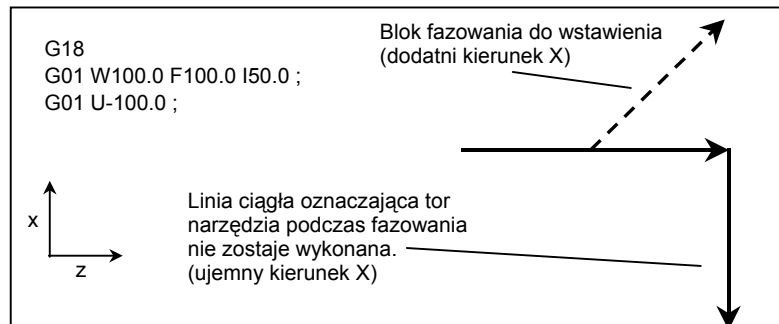 G18
G01 W100.0 F100.0 I50.0 ;
G01 U-100.0 ;
Blok fazowania do wstawienia
(dodatni kierunek X)
Linia ciągła oznaczająca tor
narzędzia podczas fazowania
nie zostaje wykonana.
(ujemny kierunek X)
x
z